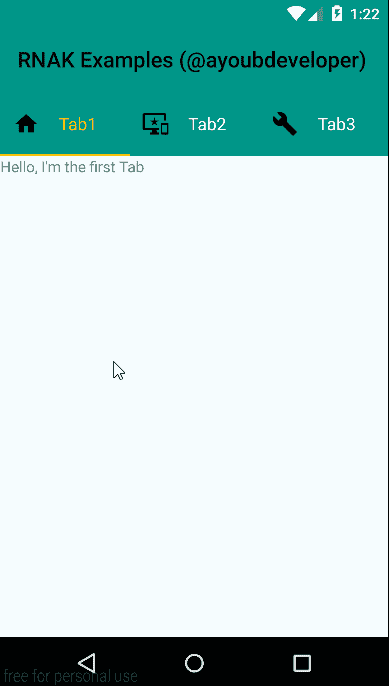 1:22
RNAK Examples (@ayoubdeveloper)
Tab1 Tab2 Tab3
Hello, I'm the first Tab
free for personal use